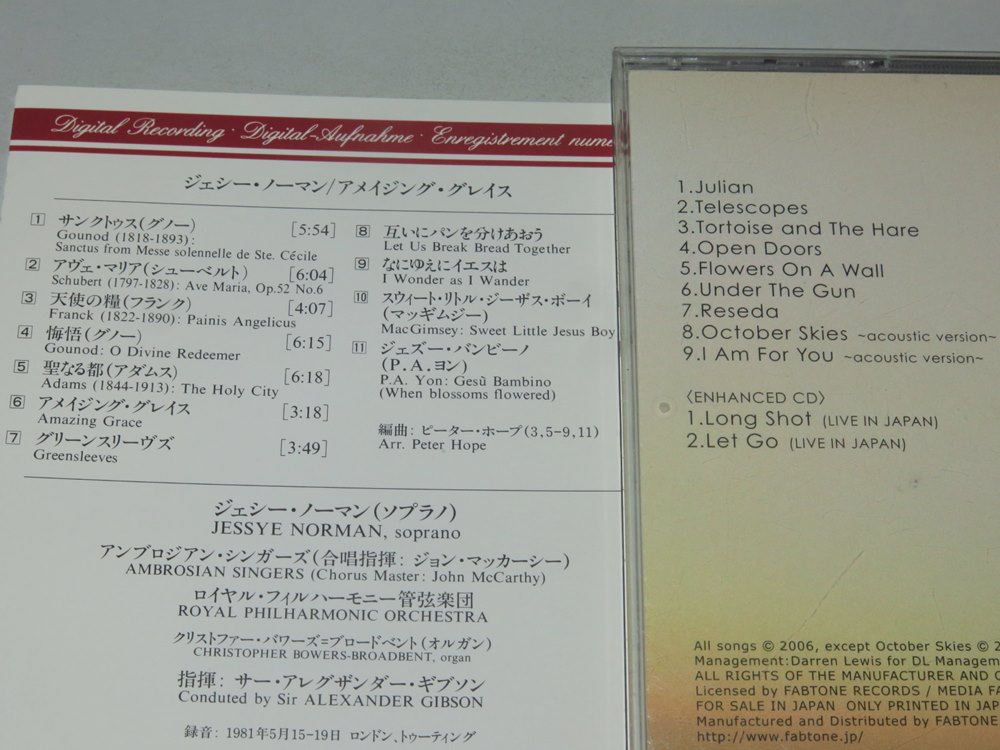 Digital Recording · Digital-Aufnahme · Enregistrement nume
ジェシー・ノーマン/アメイジング・グレイス
1 サンクトゥス(グノー) [5:54]
Gounod (1818-1893):
Sanctus from Messe solennelle de Ste. Cécile
2 アヴェ・マリア(シューベルト) [6:04]
Schubert (1797-1828): Ave Maria, Op.52 No.6
3 天使の糧(フランク) [4:07]
Franck (1822-1890): Painis Angelicus
4 悔悟(グノー) [6:15]
Gounod: O Divine Redeemer
5 聖なる都(アダムス) [6:18]
Adams (1844-1913): The Holy City
6 アメイジング・グレイス [3:18]
Amazing Grace
7 グリーンスリーヴズ [3:49]
Greensleeves
8 互いにパンを分けあおう
Let Us Break Bread Together
9 なにゆえにイエスは
I Wonder as I Wander
10 スウィート・リトル・ジーザス・ボーイ
(マッギムジー)
MacGimsey: Sweet Little Jesus Boy
11 ジェズー・バンビーノ
(P.A.ヨン)
P.A. Yon: Gesù Bambino
(When blossoms flowered)
編曲: ピーター・ホープ(3,5-9,11)
Arr. Peter Hope
ジェシー・ノーマン(ソプラノ)
JESSYE NORMAN, soprano
アンブロジアン・シンガーズ(合唱指揮: ジョン・マッカーシー)
AMBROSIAN SINGERS (Chorus Master: John McCarthy)
ロイヤル・フィルハーモニー管弦楽団
ROYAL PHILHARMONIC ORCHESTRA
クリストファー・バワーズ=ブロードベント(オルガン)
CHRISTOPHER BOWERS-BROADBENT, organ
指揮: サー・アレグザンダー・ギブソン
Conduted by Sir ALEXANDER GIBSON
録音: 1981年5月15-19日 ロンドン、トゥーティング
1.Julian
2.Telescopes
3.Tortoise and The Hare
4.Open Doors
5.Flowers On A Wall
6.Under The Gun
7.Reseda
8.October Skies ~acoustic version~
9.I Am For You ~acoustic version~
〈ENHANCED CD〉
1.Long Shot (LIVE IN JAPAN)
2.Let Go (LIVE IN JAPAN)
All songs © 2006, except October Skies © 2
Management:Darren Lewis for DL Managem
ALL RIGHTS OF THE MANUFACTURER AND O
Licensed by FABTONE RECORDS / MEDIA FA
FOR SALE IN JAPAN ONLY PRINTED IN JAP
Manufactured and Distributed by FABTONE
http://www.fabtone.jp/